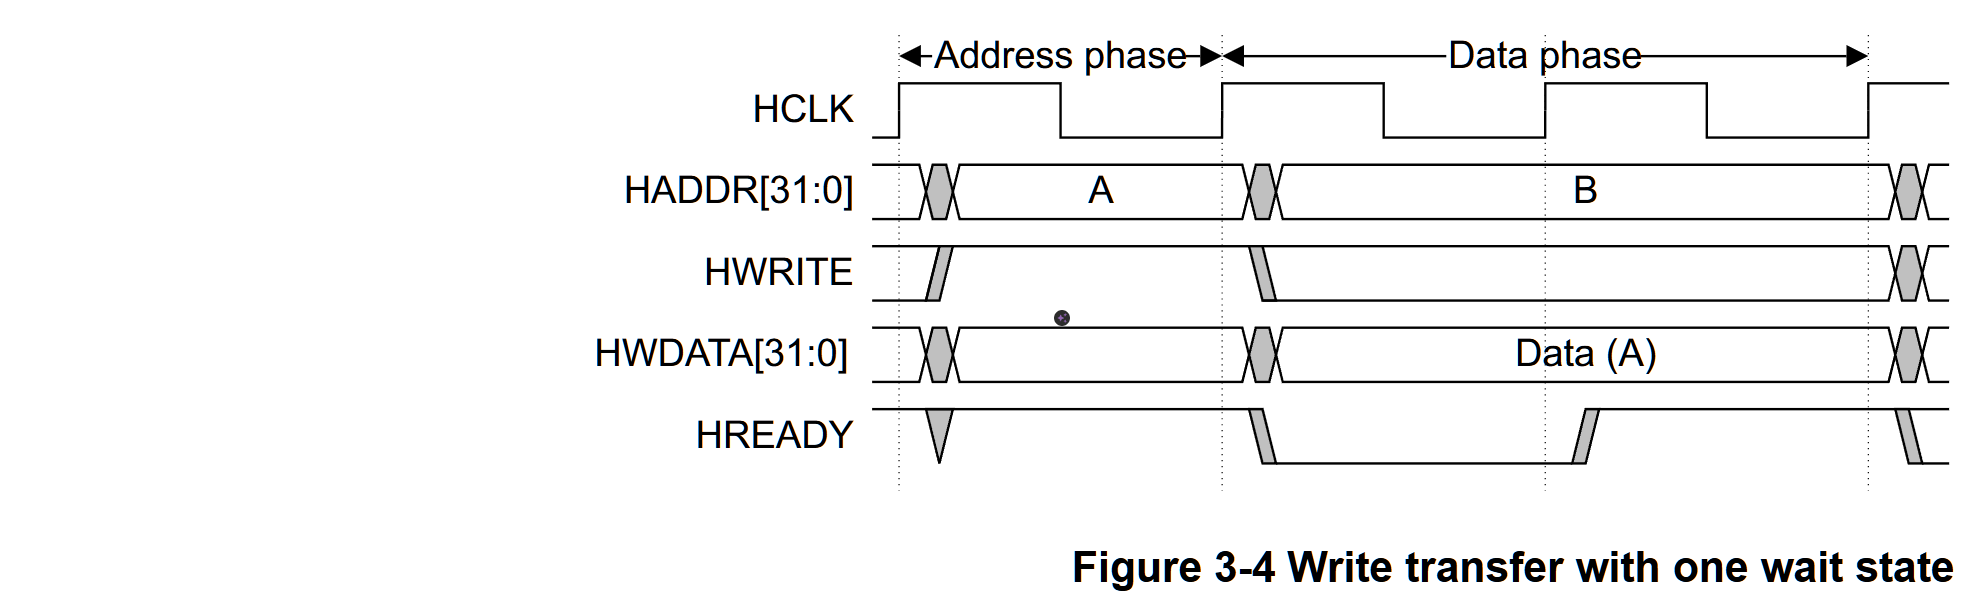 Address phase
Data phase
HCLK
HADDR[31:0]
A
B
HWRITE
HWDATA[31:0]
Data (A)
HREADY
Figure 3-4 Write transfer with one wait state